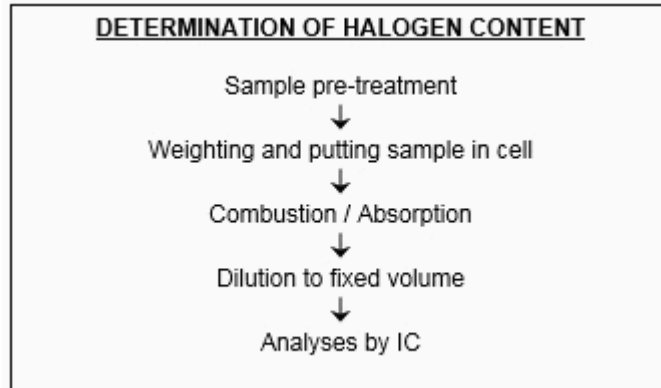 DETERMINATION OF HALOGEN CONTENT
Sample pre-treatment
↓
Weighting and putting sample in cell
↓
Combustion / Absorption
↓
Dilution to fixed volume
↓
Analyses by IC